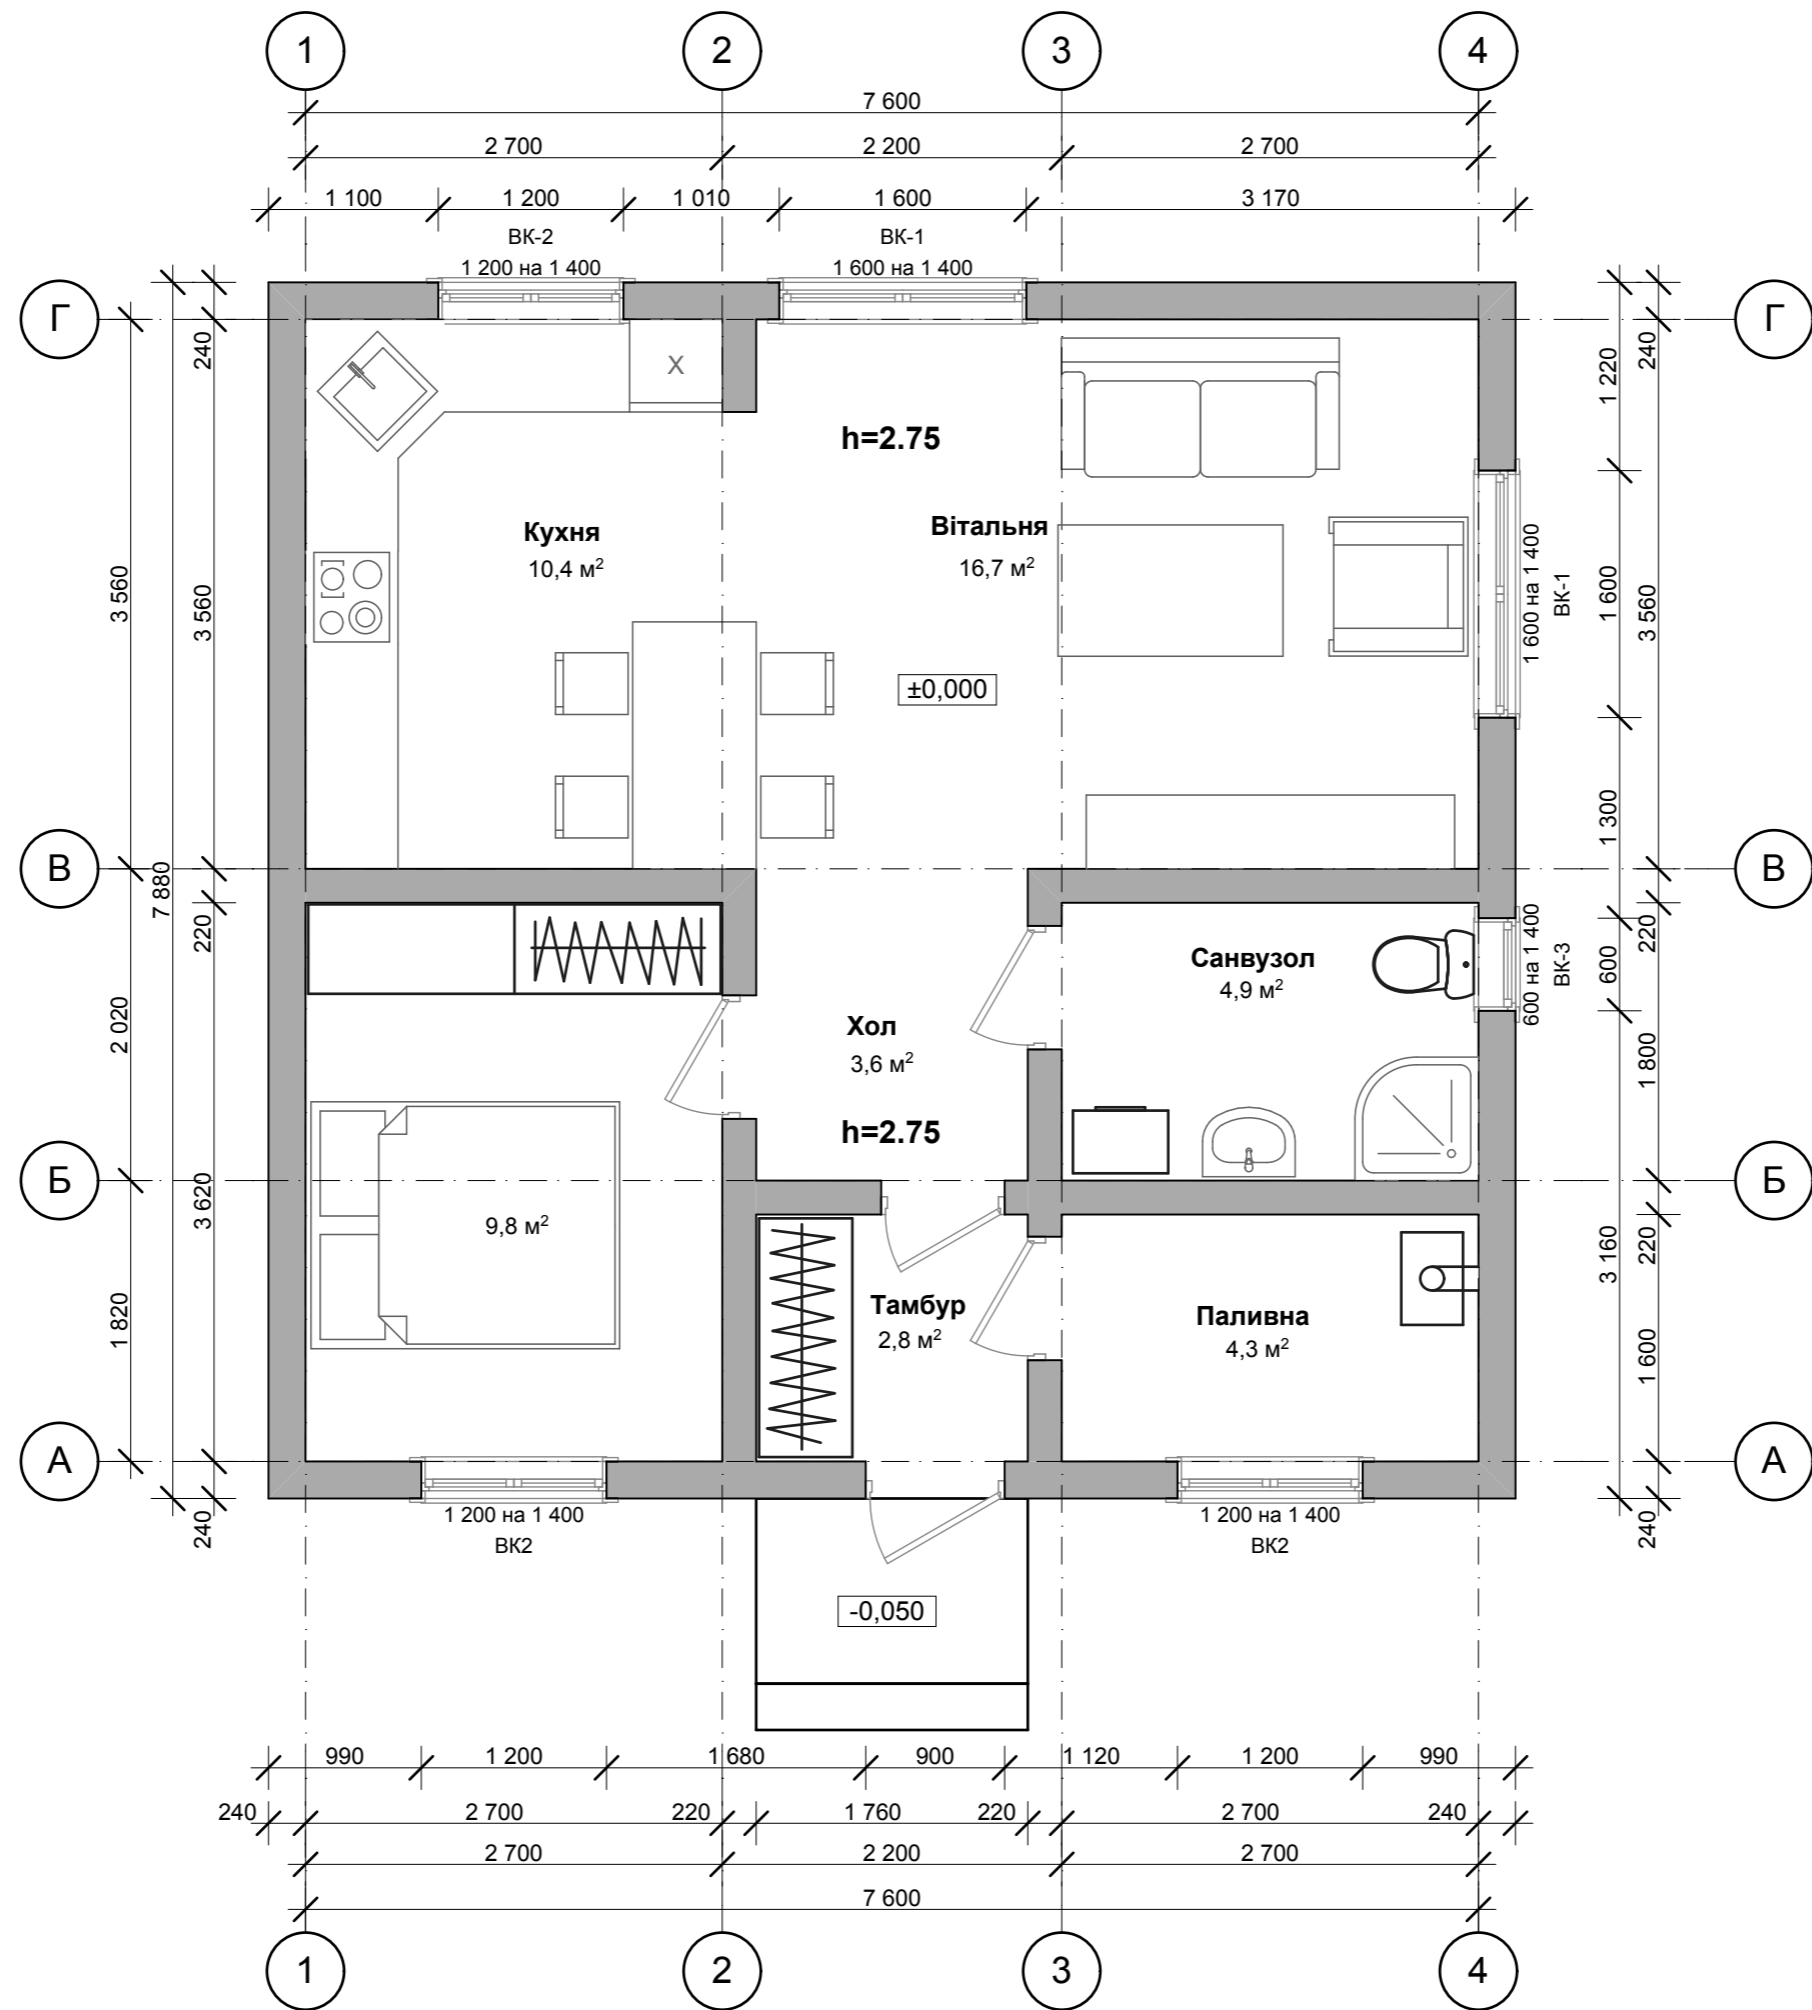 1 2 3 4
7 600
2 700 2 200 2 700
1 100 1 200 1 010 1 600 3 170
ВК-2 ВК-1
1 200 на 1 400 1 600 на 1 400
Г Г
240 240
1 220
X
h=2.75
Кухня Вітальня
10,4 м² 16,7 м²
3 560 3 560 1 600 на 1 400 ВК-1 1 600 3 560
±0,000
1 300
В В
7 880
220 600 на 1 400 ВК-3 600 220
Санвузол
4,9 м²
2 020 1 800
Хол
3,6 м²
h=2.75
Б Б
3 620
9,8 м²
3 160 220
Тамбур Паливна
2,8 м² 4,3 м²
1 820 1 600
А А
240 240
1 200 на 1 400 1 200 на 1 400
ВК2 ВК2
-0,050
990 1 200 1 680 900 1 120 1 200 990
240 2 700 220 1 760 220 2 700 240
2 700 2 200 2 700
7 600
1 2 3 4